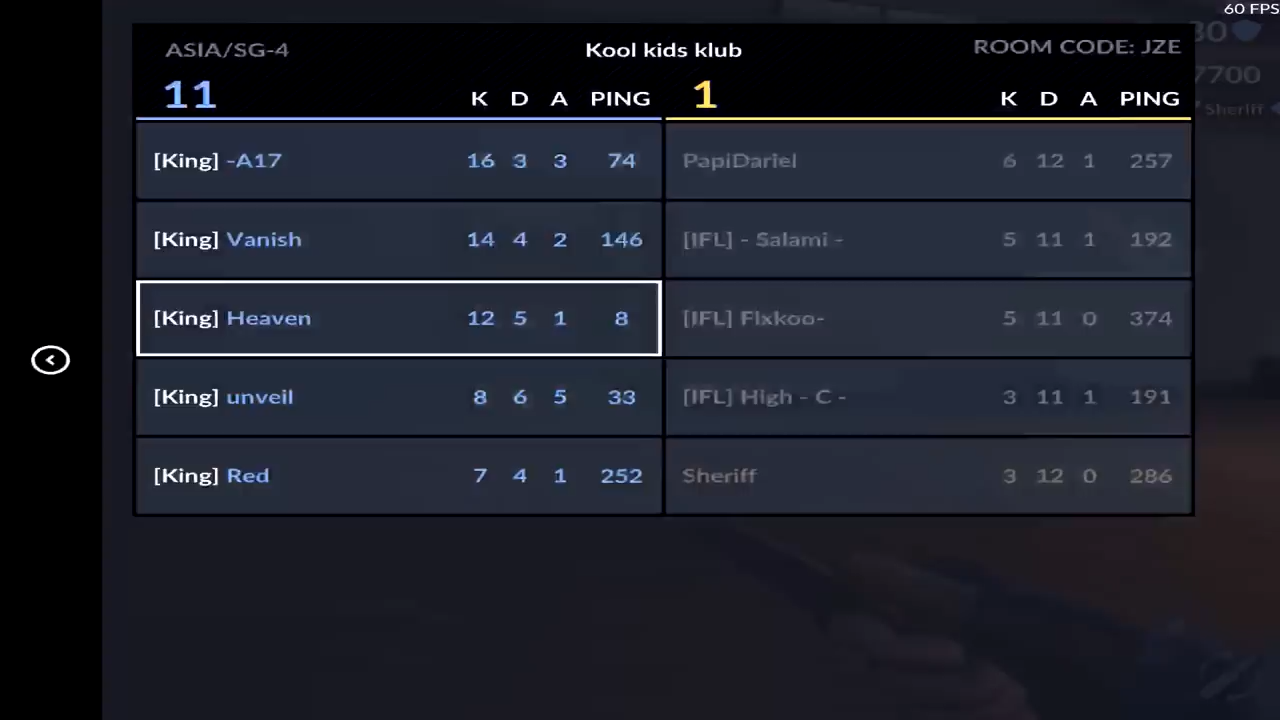 60 FPS
ASIA/SG-4 Kool kids klub ROOM CODE: JZE
30
7700
Sheriff
11 K D A PING 1 K D A PING
[King] -A17 16 3 3 74 PapiDariel 6 12 1 257
[King] Vanish 14 4 2 146 [IFL] - Salami - 5 11 1 192
[King] Heaven 12 5 1 8 [IFL] Flxkoo- 5 11 0 374
[King] unveil 8 6 5 33 [IFL] High - C - 3 11 1 191
[King] Red 7 4 1 252 Sheriff 3 12 0 286